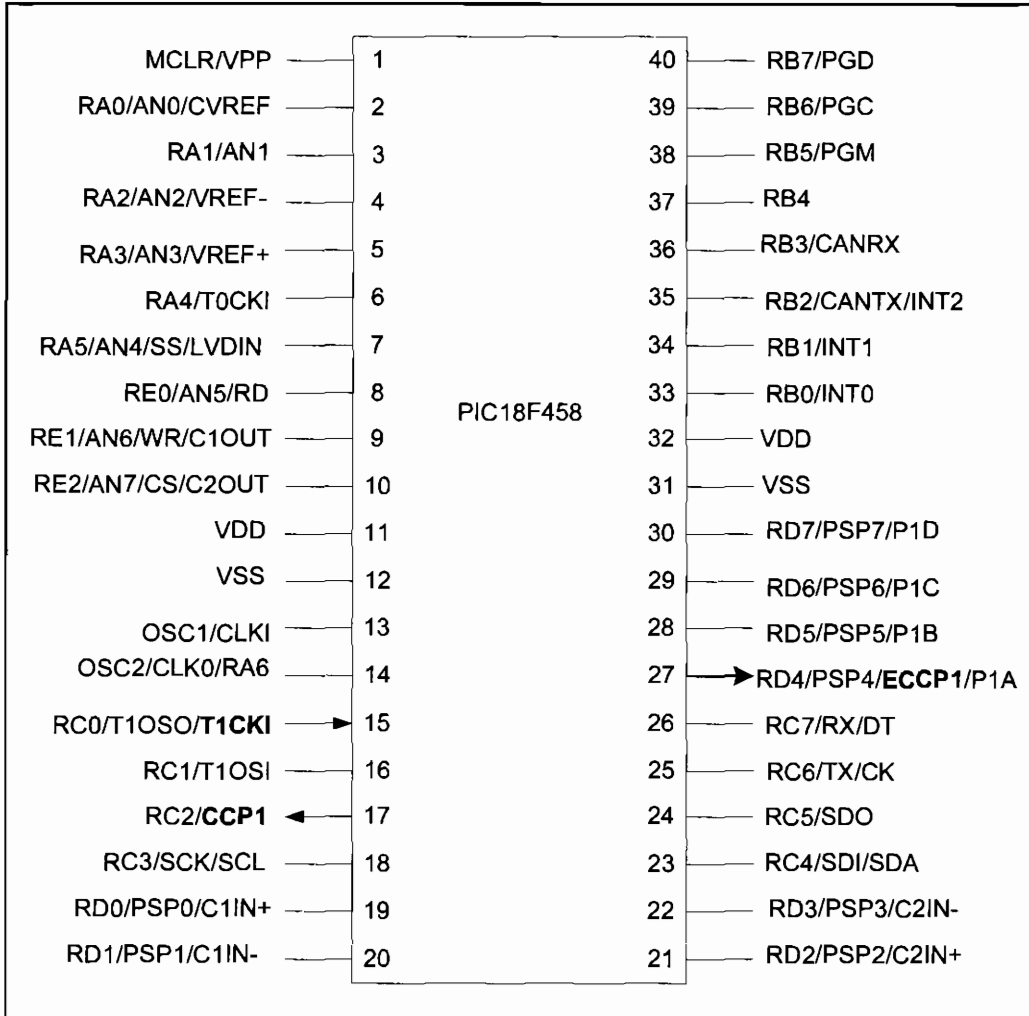 MCLR/VPP 1 40 RB7/PGD
RA0/AN0/CVREF 2 39 RB6/PGC
RA1/AN1 3 38 RB5/PGM
RA2/AN2/VREF- 4 37 RB4
RA3/AN3/VREF+ 5 36 RB3/CANRX
RA4/T0CKI 6 35 RB2/CANTX/INT2
RA5/AN4/SS/LVDIN 7 34 RB1/INT1
RE0/AN5/RD 8 33 RB0/INT0
PIC18F458
RE1/AN6/WR/C1OUT 9 32 VDD
RE2/AN7/CS/C2OUT 10 31 VSS
VDD 11 30 RD7/PSP7/P1D
VSS 12 29 RD6/PSP6/P1C
OSC1/CLKI 13 28 RD5/PSP5/P1B
OSC2/CLK0/RA6 14 27 RD4/PSP4/ECCP1/P1A
RC0/T1OSO/T1CKI 15 26 RC7/RX/DT
RC1/T1OSI 16 25 RC6/TX/CK
RC2/CCP1 17 24 RC5/SDO
RC3/SCK/SCL 18 23 RC4/SDI/SDA
RD0/PSP0/C1IN+ 19 22 RD3/PSP3/C2IN-
RD1/PSP1/C1IN- 20 21 RD2/PSP2/C2IN+